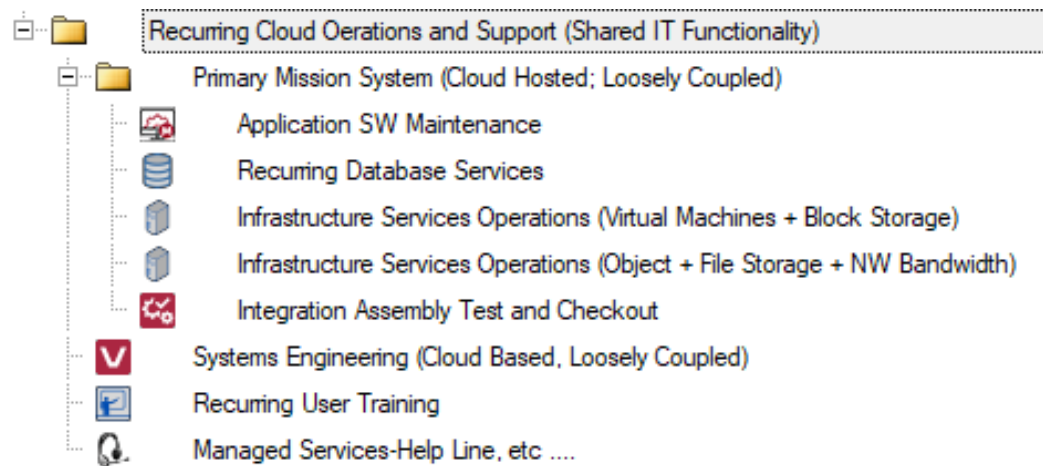 Recurring Cloud Oerations and Support (Shared IT Functionality)
Primary Mission System (Cloud Hosted; Loosely Coupled)
Application SW Maintenance
Recurring Database Services
Infrastructure Services Operations (Virtual Machines + Block Storage)
Infrastructure Services Operations (Object + File Storage + NW Bandwidth)
Integration Assembly Test and Checkout
Systems Engineering (Cloud Based, Loosely Coupled)
Recurring User Training
Managed Services-Help Line, etc ....